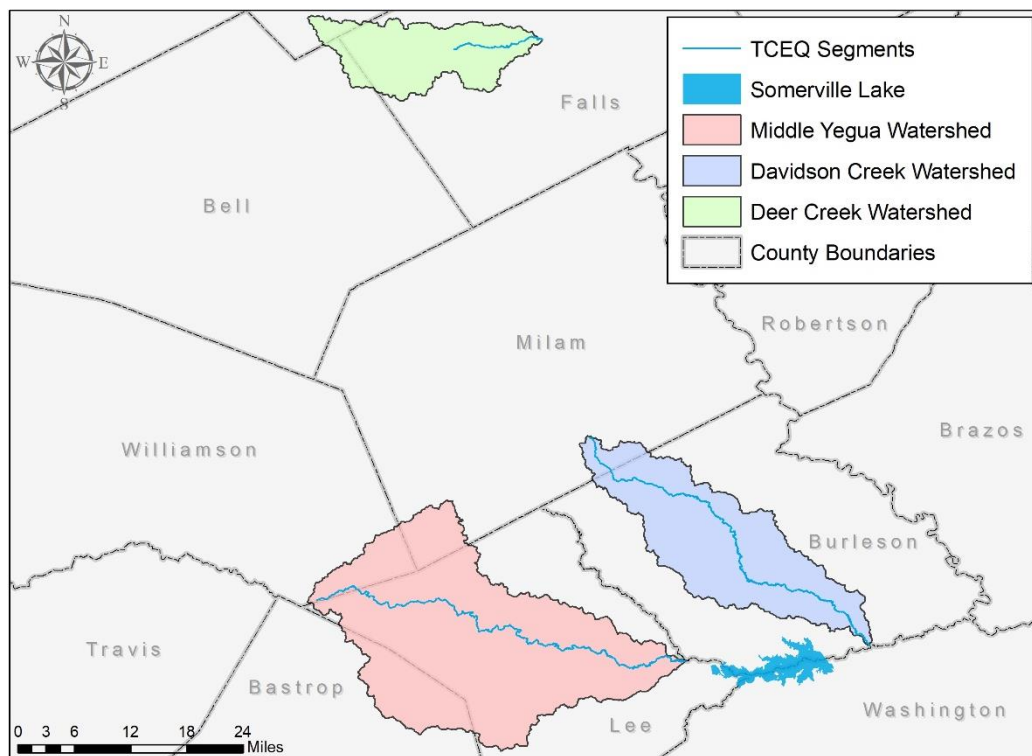 N
W E
S
TCEQ Segments
Somerville Lake
Middle Yegua Watershed
Davidson Creek Watershed
Deer Creek Watershed
County Boundaries
Falls
Bell
Robertson
Milam
Brazos
Williamson
Burleson
Travis
Bastrop
Lee
Washington
0 3 6 12 18 24
Miles